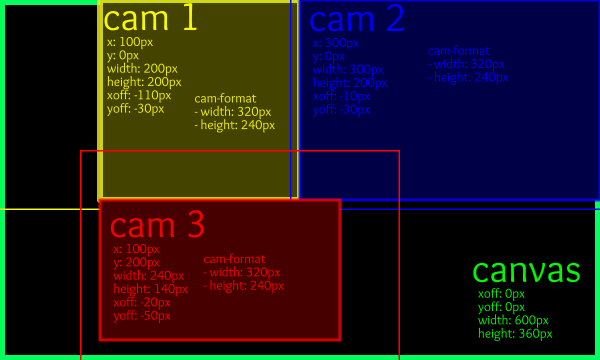 cam 1
x: 100px
y: 0px
width: 200px
height: 200px
xoff: -110px
yoff: -30px
cam-format
- width: 320px
- height: 240px
cam 2
x: 300px
y: 0px
width: 300px
height: 200px
xoff: -10px
yoff: -30px
cam-format
- width: 320px
- height: 240px
cam 3
x: 100px
y: 200px
width: 240px
height: 140px
xoff: -20px
yoff: -50px
cam-format
- width: 320px
- height: 240px
canvas
xoff: 0px
yoff: 0px
width: 600px
height: 360px